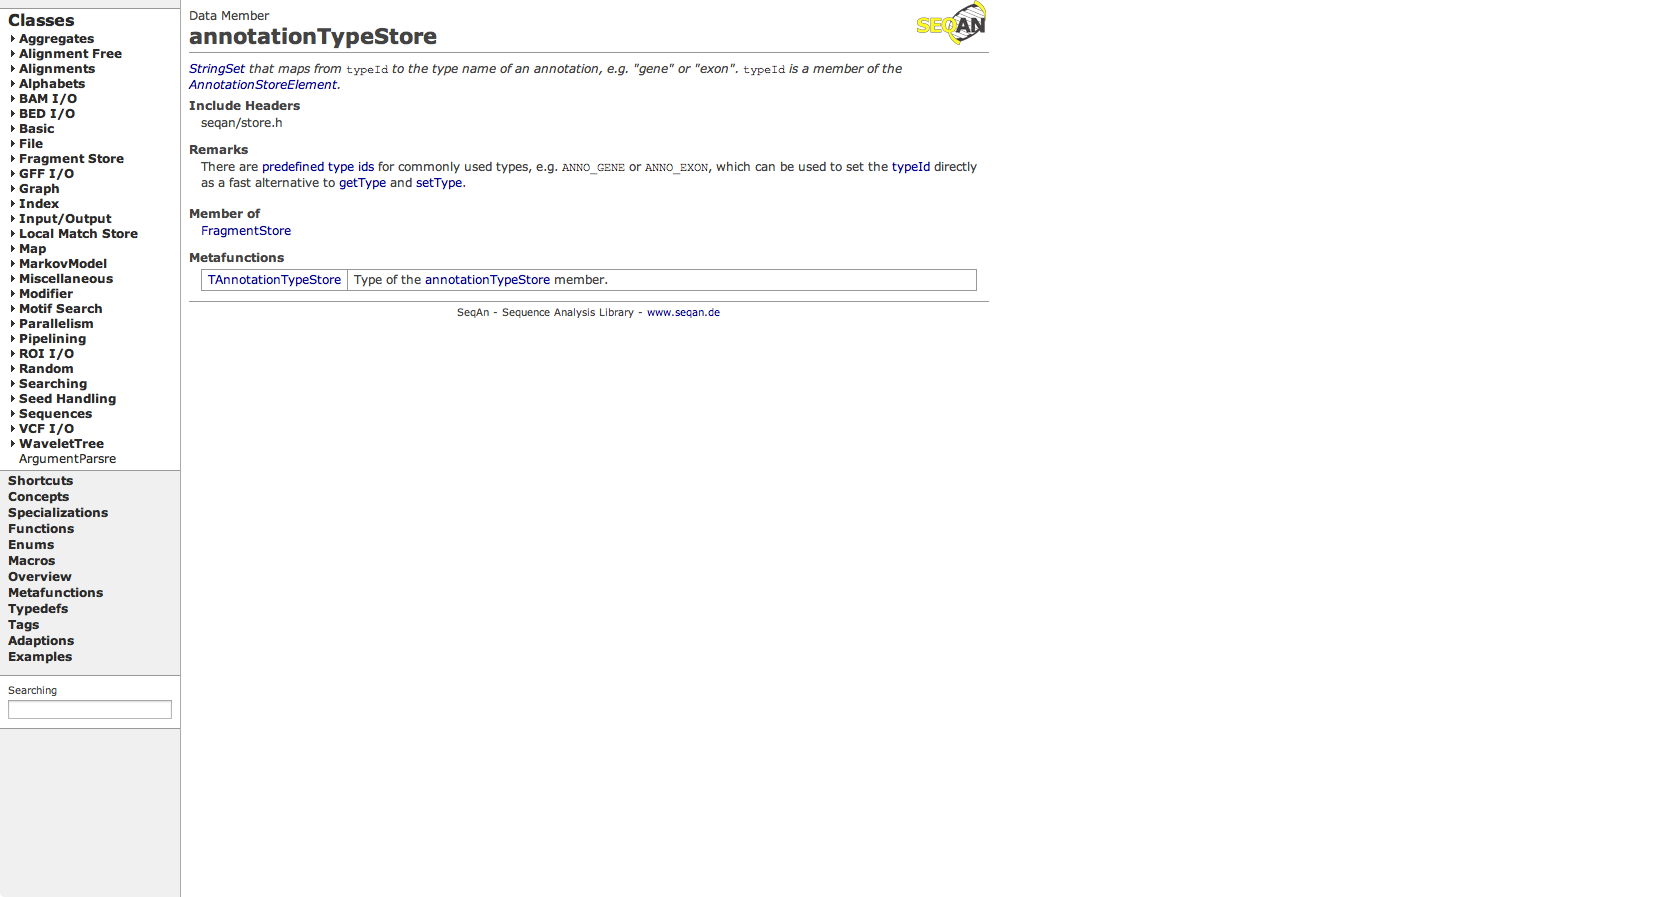 Classes
Aggregates
Alignment Free
Alignments
Alphabets
BAM I/O
BED I/O
Basic
File
Fragment Store
GFF I/O
Graph
Index
Input/Output
Local Match Store
Map
MarkovModel
Miscellaneous
Modifier
Motif Search
Parallelism
Pipelining
ROI I/O
Random
Searching
Seed Handling
Sequences
VCF I/O
WaveletTree
ArgumentParsre
Shortcuts
Concepts
Specializations
Functions
Enums
Macros
Overview
Metafunctions
Typedefs
Tags
Adaptions
Examples
Searching
Data Member
annotationTypeStore
SEQAN
StringSet that maps from typeId to the type name of an annotation, e.g. "gene" or "exon". typeId is a member of the
AnnotationStoreElement.
Include Headers
seqan/store.h
Remarks
There are predefined type ids for commonly used types, e.g. ANNO_GENE or ANNO_EXON, which can be used to set the typeId directly
as a fast alternative to getType and setType.
Member of
FragmentStore
Metafunctions
TAnnotationTypeStore Type of the annotationTypeStore member.
SeqAn - Sequence Analysis Library - www.seqan.de